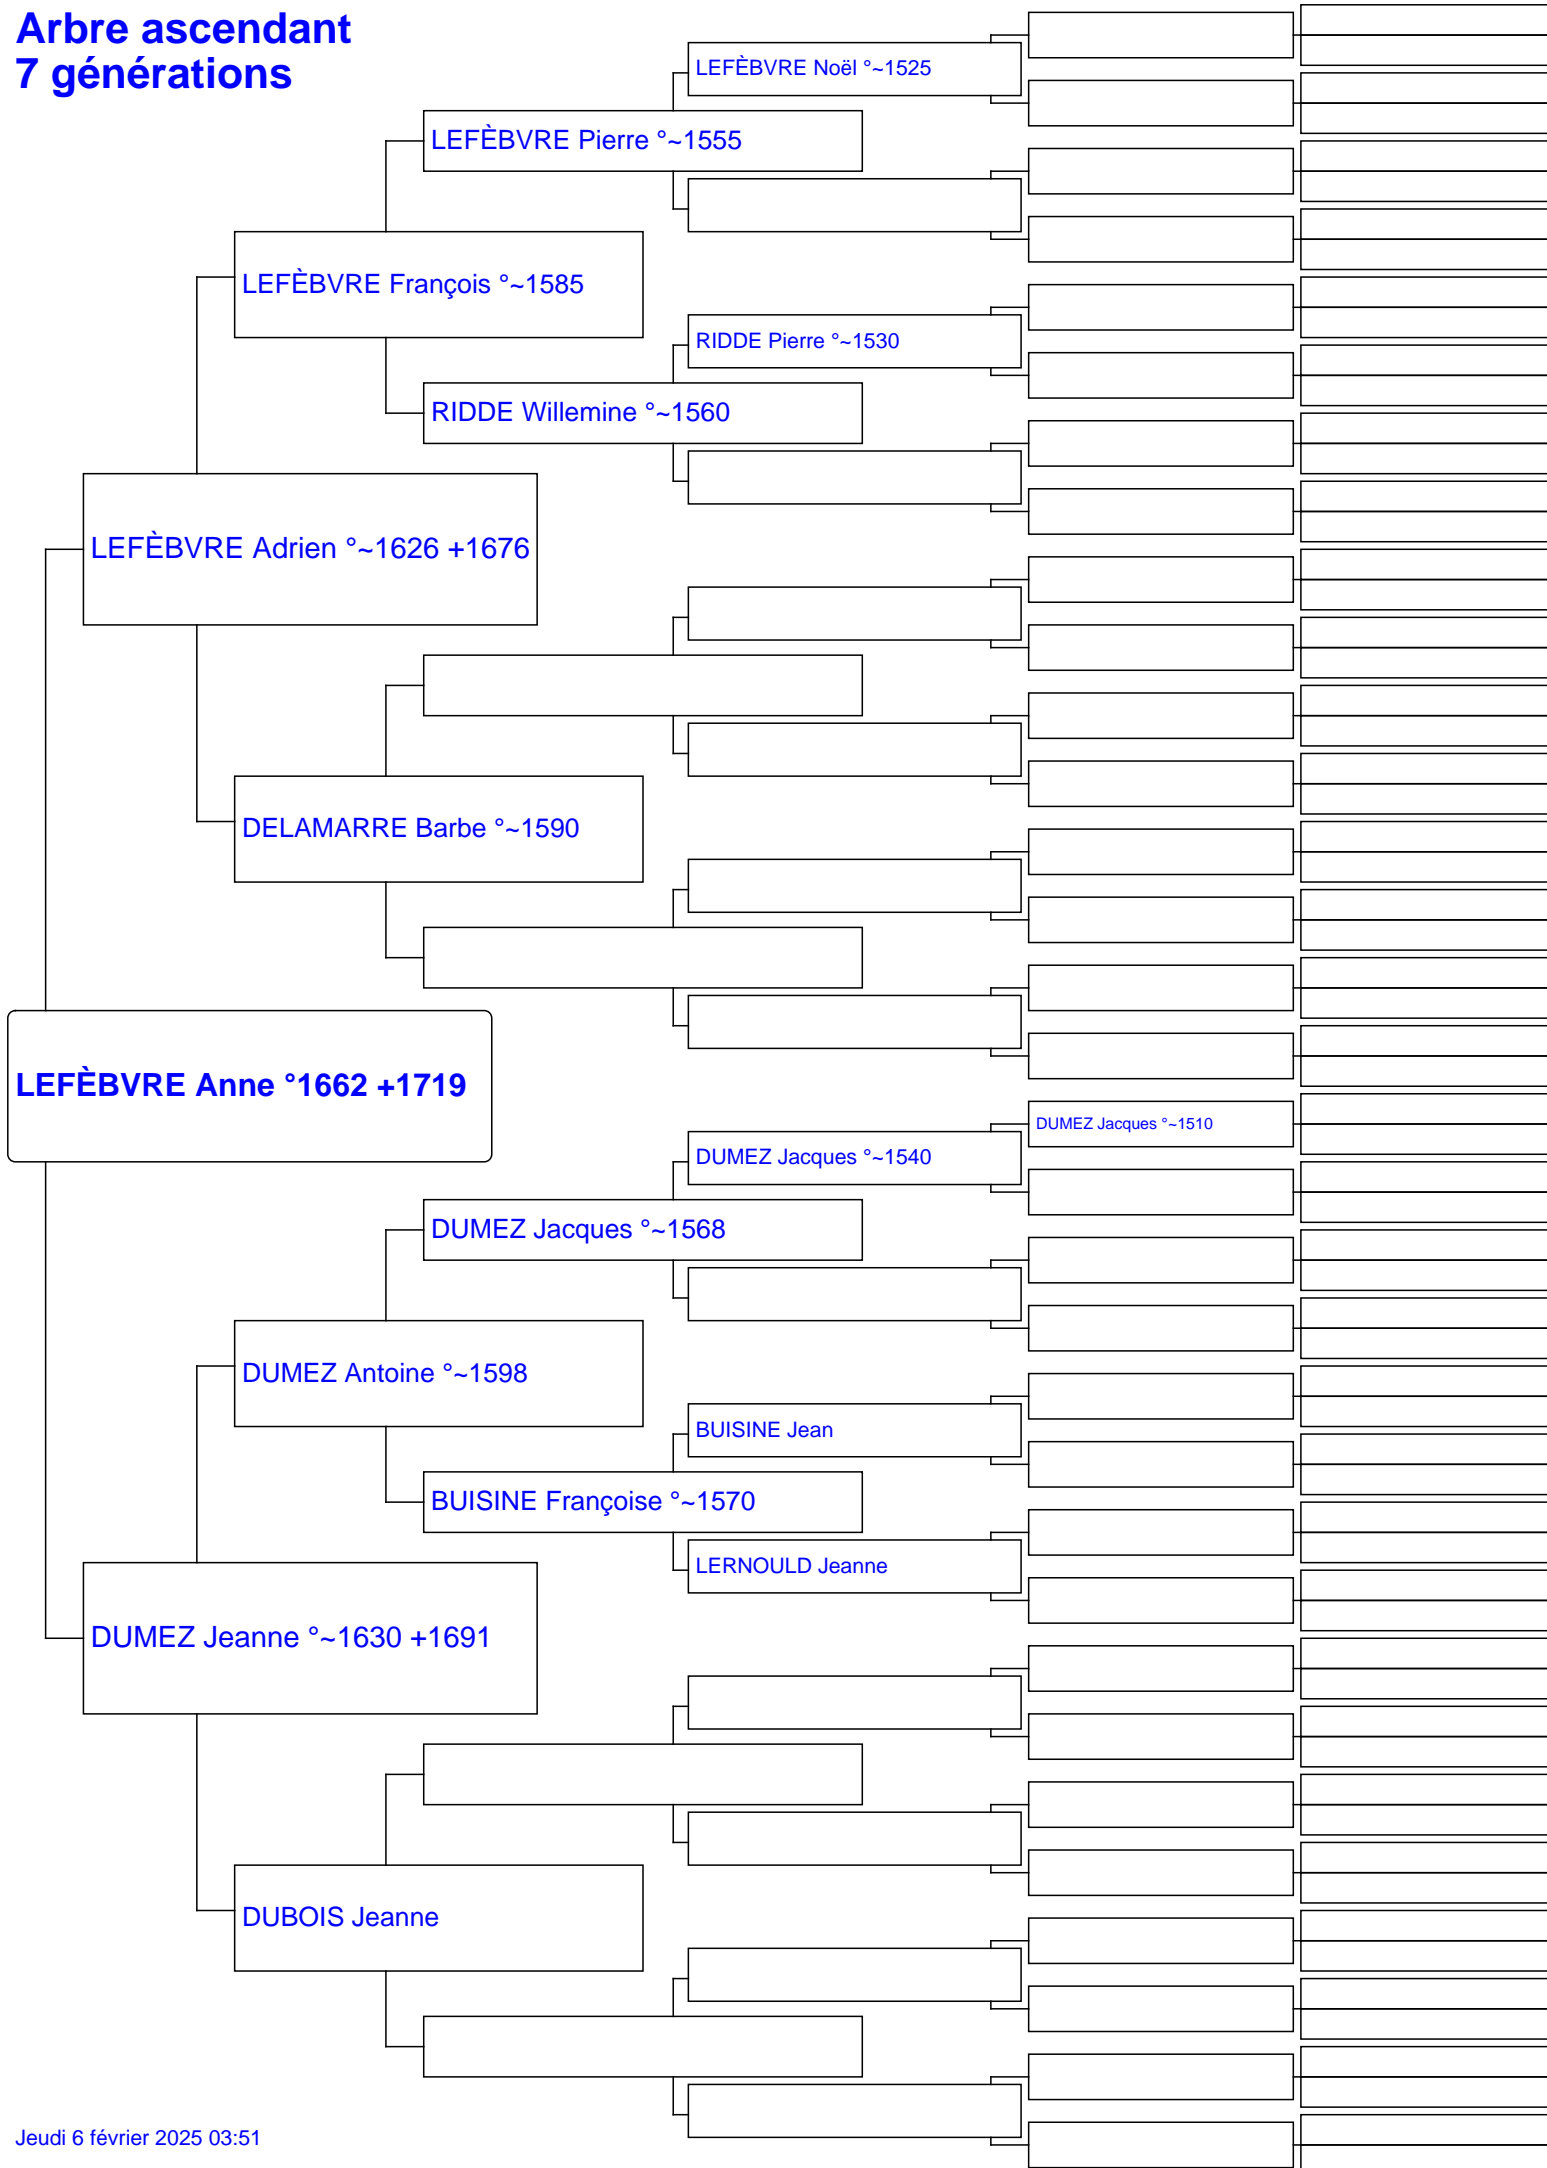 Arbre ascendant
7 générations
LEFÈBVRE Noël °~1525
LEFÈBVRE Pierre °~1555
LEFÈBVRE François °~1585
RIDDE Pierre °~1530
RIDDE Willemine °~1560
LEFÈBVRE Adrien °~1626 +1676
DELAMARRE Barbe °~1590
LEFÈBVRE Anne °1662 +1719
DUMEZ Jacques °~1510
DUMEZ Jacques °~1540
DUMEZ Jacques °~1568
DUMEZ Antoine °~1598
BUISINE Jean
BUISINE Françoise °~1570
LERNOULD Jeanne
DUMEZ Jeanne °~1630 +1691
DUBOIS Jeanne
Jeudi 6 février 2025 03:51